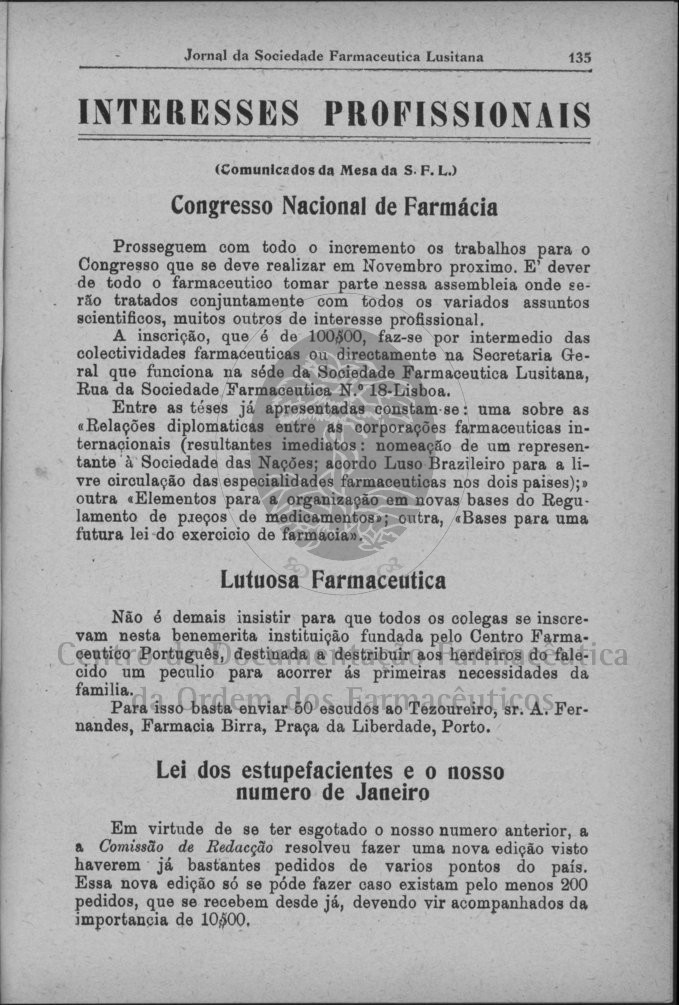 Jornal da Sociedade Farmaceutica Lusitana 135
INTERESSES PROFISSIONAIS
(Comunicados da Mesa da S. F. L.)
Congresso Nacional de Farmácia
Prosseguem com todo o incremento os trabalhos para o
Congresso que se deve realizar em Novembro proximo. E' dever
de todo o farmaceutico tomar parte nessa assembleia onde se-
rão tratados conjuntamente com todos os variados assuntos
scientificos, muitos outros de interesse profissional.
A inscrição, que é de 100$00, faz-se por intermedio das
colectividades farmaceuticas ou directamente na Secretaria Ge-
ral que funciona na séde da Sociedade Farmaceutica Lusitana,
Rua da Sociedade Farmaceutica N.º 18-Lisboa.
Entre as téses já apresentadas constam-se: uma sobre as
«Relações diplomaticas entre as corporações farmaceuticas in-
ternacionais (resultantes imediatos: nomeação de um represen-
tante à Sociedade das Nações; acordo Luso Brazileiro para a li-
vre circulação das especialidades farmaceuticas nos dois paises);»
outra «Elementos para a organização em novas bases do Regu-
lamento de preços de medicamentos»; outra, «Bases para uma
futura lei do exercicio de farmacia».
Lutuosa Farmaceutica
Não é demais insistir para que todos os colegas se inscre-
vam nesta benemerita instituição fundada pelo Centro Farma-
ceutico Português, destinada a destribuir aos herdeiros do fale-
cido um peculio para acorrer ás primeiras necessidades da
familia.
Para isso basta enviar 50 escudos ao Tezoureiro, sr. A. Fer-
nandes, Farmacia Birra, Praça da Liberdade, Porto.
Centro de Documentação Farmacêutica
da Ordem dos Farmacêuticos
Lei dos estupefacientes e o nosso
numero de Janeiro
Em virtude de se ter esgotado o nosso numero anterior, a
a Comissão de Redacção resolveu fazer uma nova edição visto
haverem já bastantes pedidos de varios pontos do país.
Essa nova edição só se póde fazer caso existam pelo menos 200
pedidos, que se recebem desde já, devendo vir acompanhados da
importancia de 10$00.